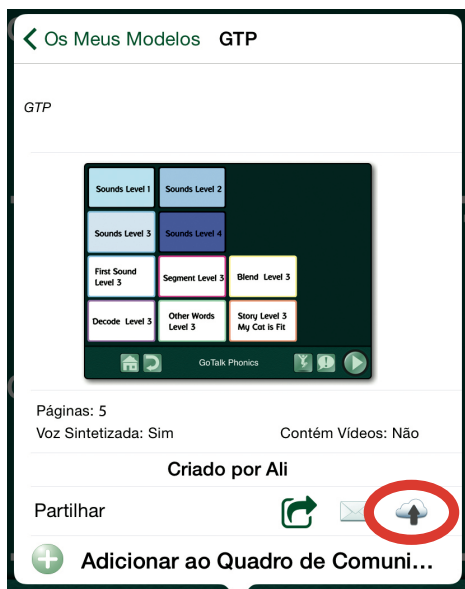 Os Meus Modelos GTP
GTP
Sounds Level 1 Sounds Level 2
Sounds Level 3 Sounds Level 4
First Sound Level 3 Segment Level 3 Blend Level 3
Decode Level 3 Other Words Level 3 Story Level 3 My Cat is Fit
GoTalk Phonics
Páginas: 5
Voz Sintetizada: Sim Contém Vídeos: Não
Criado por Ali
Partilhar
Adicionar ao Quadro de Comuni...